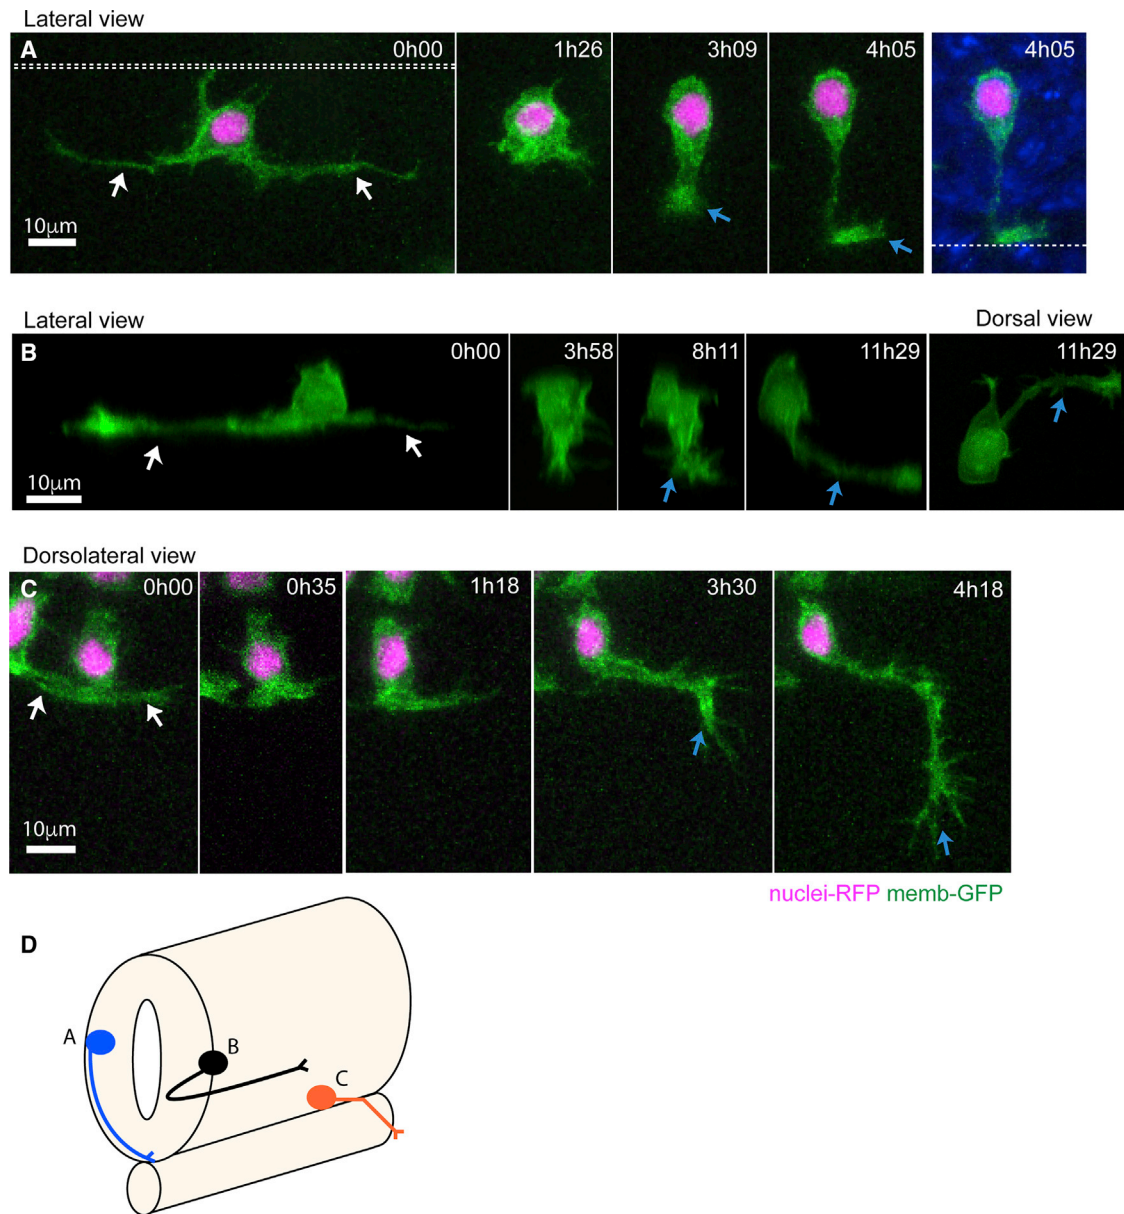 Lateral view
A 0h00 1h26 3h09 4h05 4h05
10μm
Lateral view Dorsal view
B 0h00 3h58 8h11 11h29 11h29
10μm
Dorsolateral view
C 0h00 0h35 1h18 3h30 4h18
10μm
nuclei-RFP memb-GFP
D
A
B
C